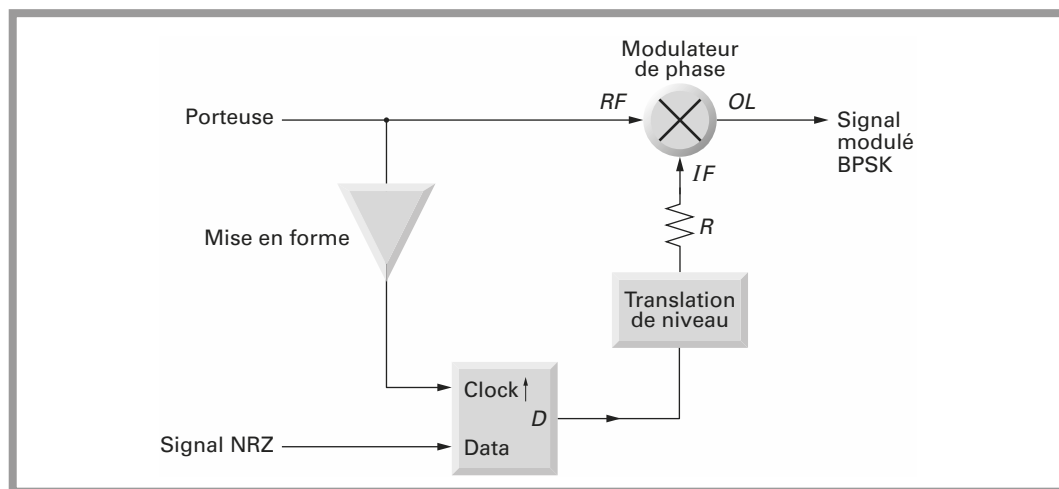 Modulateur
de phase
Porteuse
RF
OL
Signal
modulé
BPSK
IF
Mise en forme
R
Translation
de niveau
Clock↑
D
Signal NRZ
Data